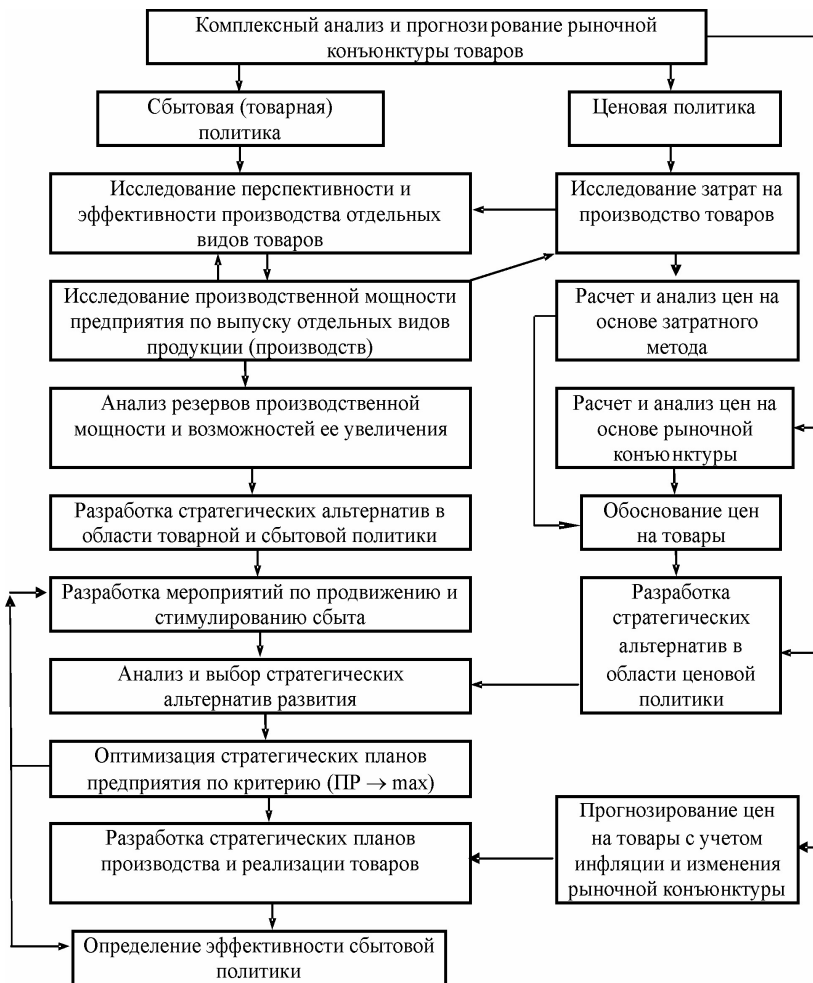 Комплексный анализ и прогнозирование рыночной
конъюнктуры товаров
Сбытовая (товарная)
политика
Ценовая политика
Исследование перспективности и
эффективности производства отдельных
видов товаров
Исследование затрат на
производство товаров
Исследование производственной мощности
предприятия по выпуску отдельных видов
продукции (производств)
Расчет и анализ цен на
основе затратного
метода
Анализ резервов производственной
мощности и возможностей ее увеличения
Расчет и анализ цен на
основе рыночной
конъюнктуры
Разработка стратегических альтернатив в
области товарной и сбытовой политики
Обоснование цен
на товары
Разработка мероприятий по продвижению и
стимулированию сбыта
Разработка
стратегических
альтернатив в
области ценовой
политики
Анализ и выбор стратегических
альтернатив развития
Оптимизация стратегических планов
предприятия по критерию (ПР → max)
Разработка стратегических планов
производства и реализации товаров
Прогнозирование цен
на товары с учетом
инфляции и изменения
рыночной конъюнктуры
Определение эффективности сбытовой
политики